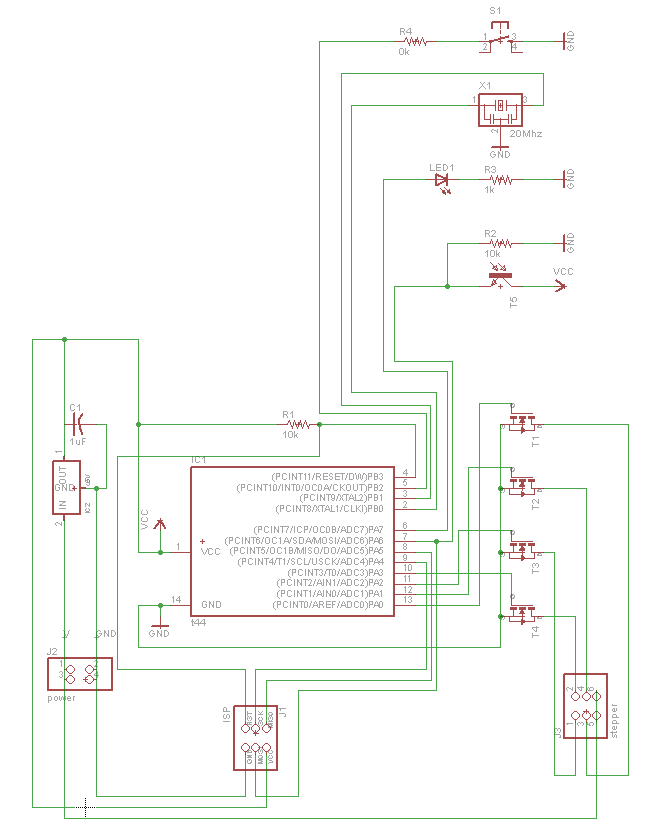 S1
R4
1 3
2 4
0k
GND
X1
1 3
2
20Mhz
GND
LED1
R3
1k
GND
R2
10k
GND
VCC
T5
C1
1uF
1
OUT
GND
IN
IC2
2
R1
10k
IC1
(PCINT11/RESET/DW)PB3 4
(PCINT10/INT0/OC0A/CKOUT)PB2 5
(PCINT9/XTAL2)PB1 3
(PCINT8/XTAL1/CLKI)PB0 2
(PCINT7/ICP/OC0B/ADC7)PA7 6
(PCINT6/OC1A/SDA/MOSI/ADC6)PA6 7
(PCINT5/OC1B/MISO/DO/ADC5)PA5 8
(PCINT4/T1/SCL/USCK/ADC4)PA4 9
(PCINT3/T0/ADC3)PA3 10
(PCINT2/AIN1/ADC2)PA2 11
(PCINT1/AIN0/ADC1)PA1 12
(PCINT0/AREF/ADC0)PA0 13
VCC
1 VCC
14 GND
GND
t44
T1
T2
T3
T4
V GND
J2
1 2
3 4
power
ISP
RST SCK MISO
GND MOSI VCC
J1
2 4 6
1 3 5
J3
stepper